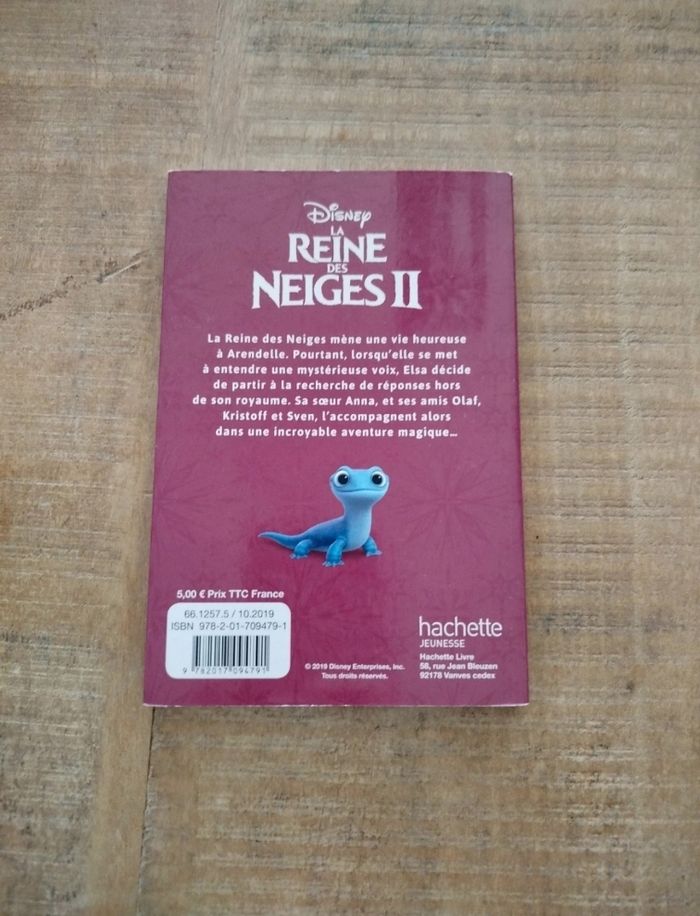 Disney
LA
REINE
DES
NEIGES II
La Reine des Neiges mène une vie heureuse
à Arendelle. Pourtant, lorsqu'elle se met
à entendre une mystérieuse voix, Elsa décide
de partir à la recherche de réponses hors
de son royaume. Sa sœur Anna, et ses amis Olaf,
Kristoff et Sven, l'accompagnent alors
dans une incroyable aventure magique...
5,00 € Prix TTC France
66.1257.5 / 10.2019
ISBN 978-2-01-709479-1
9 782017 094791
© 2019 Disney Enterprises, Inc.
Tous droits réservés.
hachette
JEUNESSE
Hachette Livre
58, rue Jean Bleuzen
92178 Vanves cedex